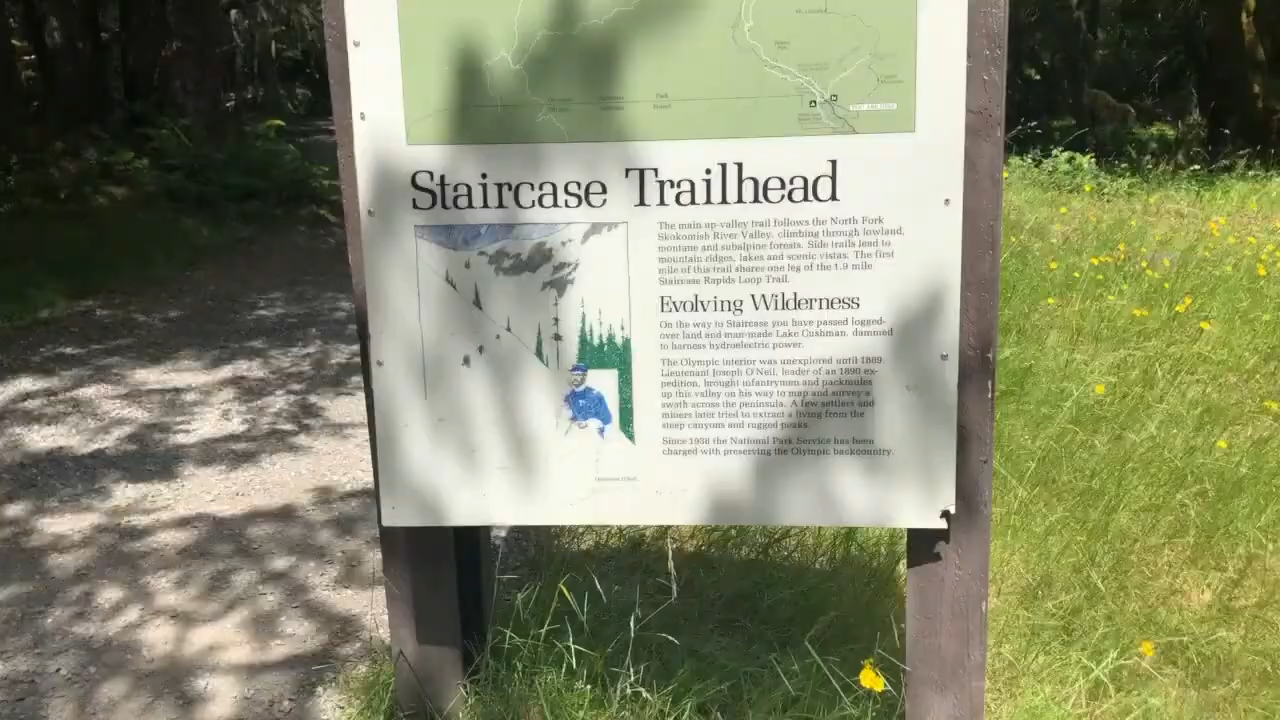 Park
Forest
Staircase Trailhead
The main up-valley trail follows the North Fork
Skokomish River Valley, climbing through lowland,
montane and subalpine forests. Side trails lead to
mountain ridges, lakes and scenic vistas. The first
mile of this trail shares one leg of the 1.9 mile
Staircase Rapids Loop Trail.
Evolving Wilderness
On the way to Staircase you have passed logged-
over land and man-made Lake Cushman, dammed
to harness hydroelectric power.
The Olympic interior was unexplored until 1889.
Lieutenant Joseph O'Neil, leader of an 1890 ex-
pedition, brought infantrymen and packmules
up this valley on his way to map and survey a
swath across the peninsula. A few settlers and
miners later tried to extract a living from the
steep canyons and rugged peaks.
Since 1938 the National Park Service has been
charged with preserving the Olympic backcountry.